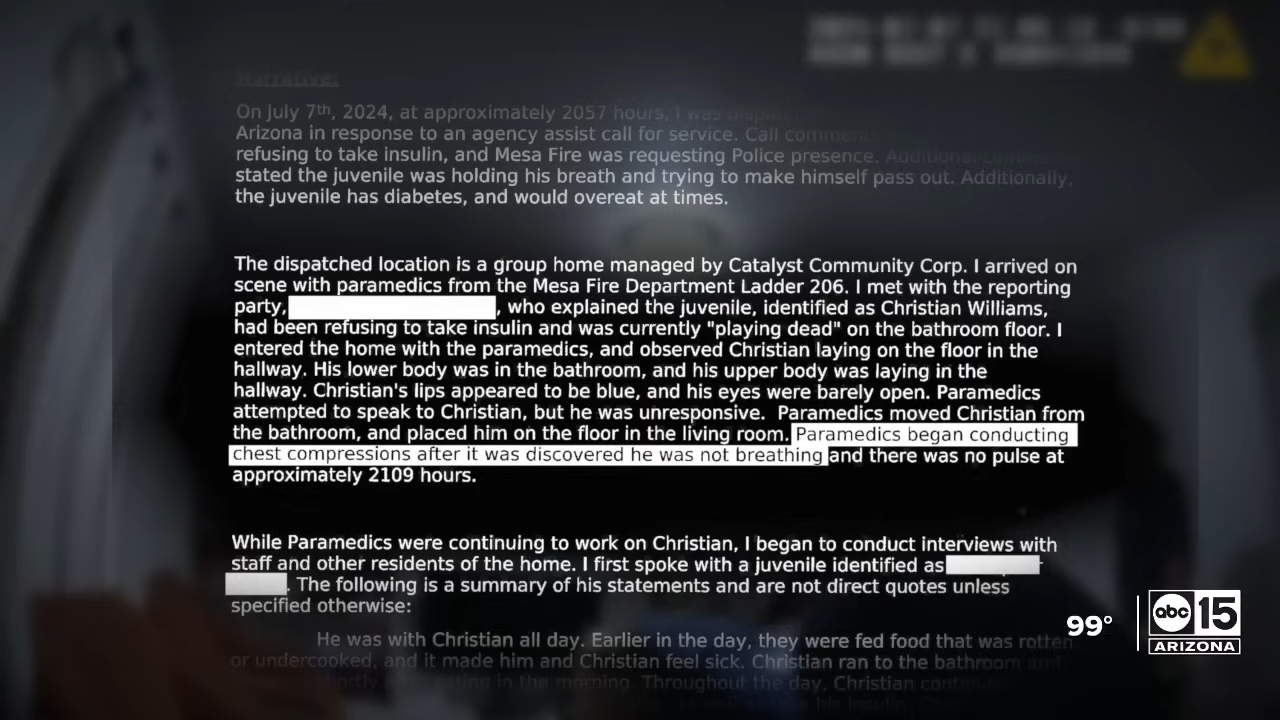 Narrative:
On July 7th, 2024, at approximately 2057 hours, I was
Arizona in response to an agency assist call for service. Call comments
refusing to take insulin, and Mesa Fire was requesting Police presence. Additional
stated the juvenile was holding his breath and trying to make himself pass out. Additionally,
the juvenile has diabetes, and would overeat at times.
The dispatched location is a group home managed by Catalyst Community Corp. I arrived on
scene with paramedics from the Mesa Fire Department Ladder 206. I met with the reporting
party, , who explained the juvenile, identified as Christian Williams,
had been refusing to take insulin and was currently "playing dead" on the bathroom floor. I
entered the home with the paramedics, and observed Christian laying on the floor in the
hallway. His lower body was in the bathroom, and his upper body was laying in the
hallway. Christian's lips appeared to be blue, and his eyes were barely open. Paramedics
attempted to speak to Christian, but he was unresponsive. Paramedics moved Christian from
the bathroom, and placed him on the floor in the living room. Paramedics began conducting
chest compressions after it was discovered he was not breathing and there was no pulse at
approximately 2109 hours.
While Paramedics were continuing to work on Christian, I began to conduct interviews with
staff and other residents of the home. I first spoke with a juvenile identified as
. The following is a summary of his statements and are not direct quotes unless
specified otherwise:
He was with Christian all day. Earlier in the day, they were fed food that was rotten
or undercooked, and it made him and Christian feel sick. Christian ran to the bathroom and
in the morning. Throughout the day, Christian
99°
abc 15
ARIZONA